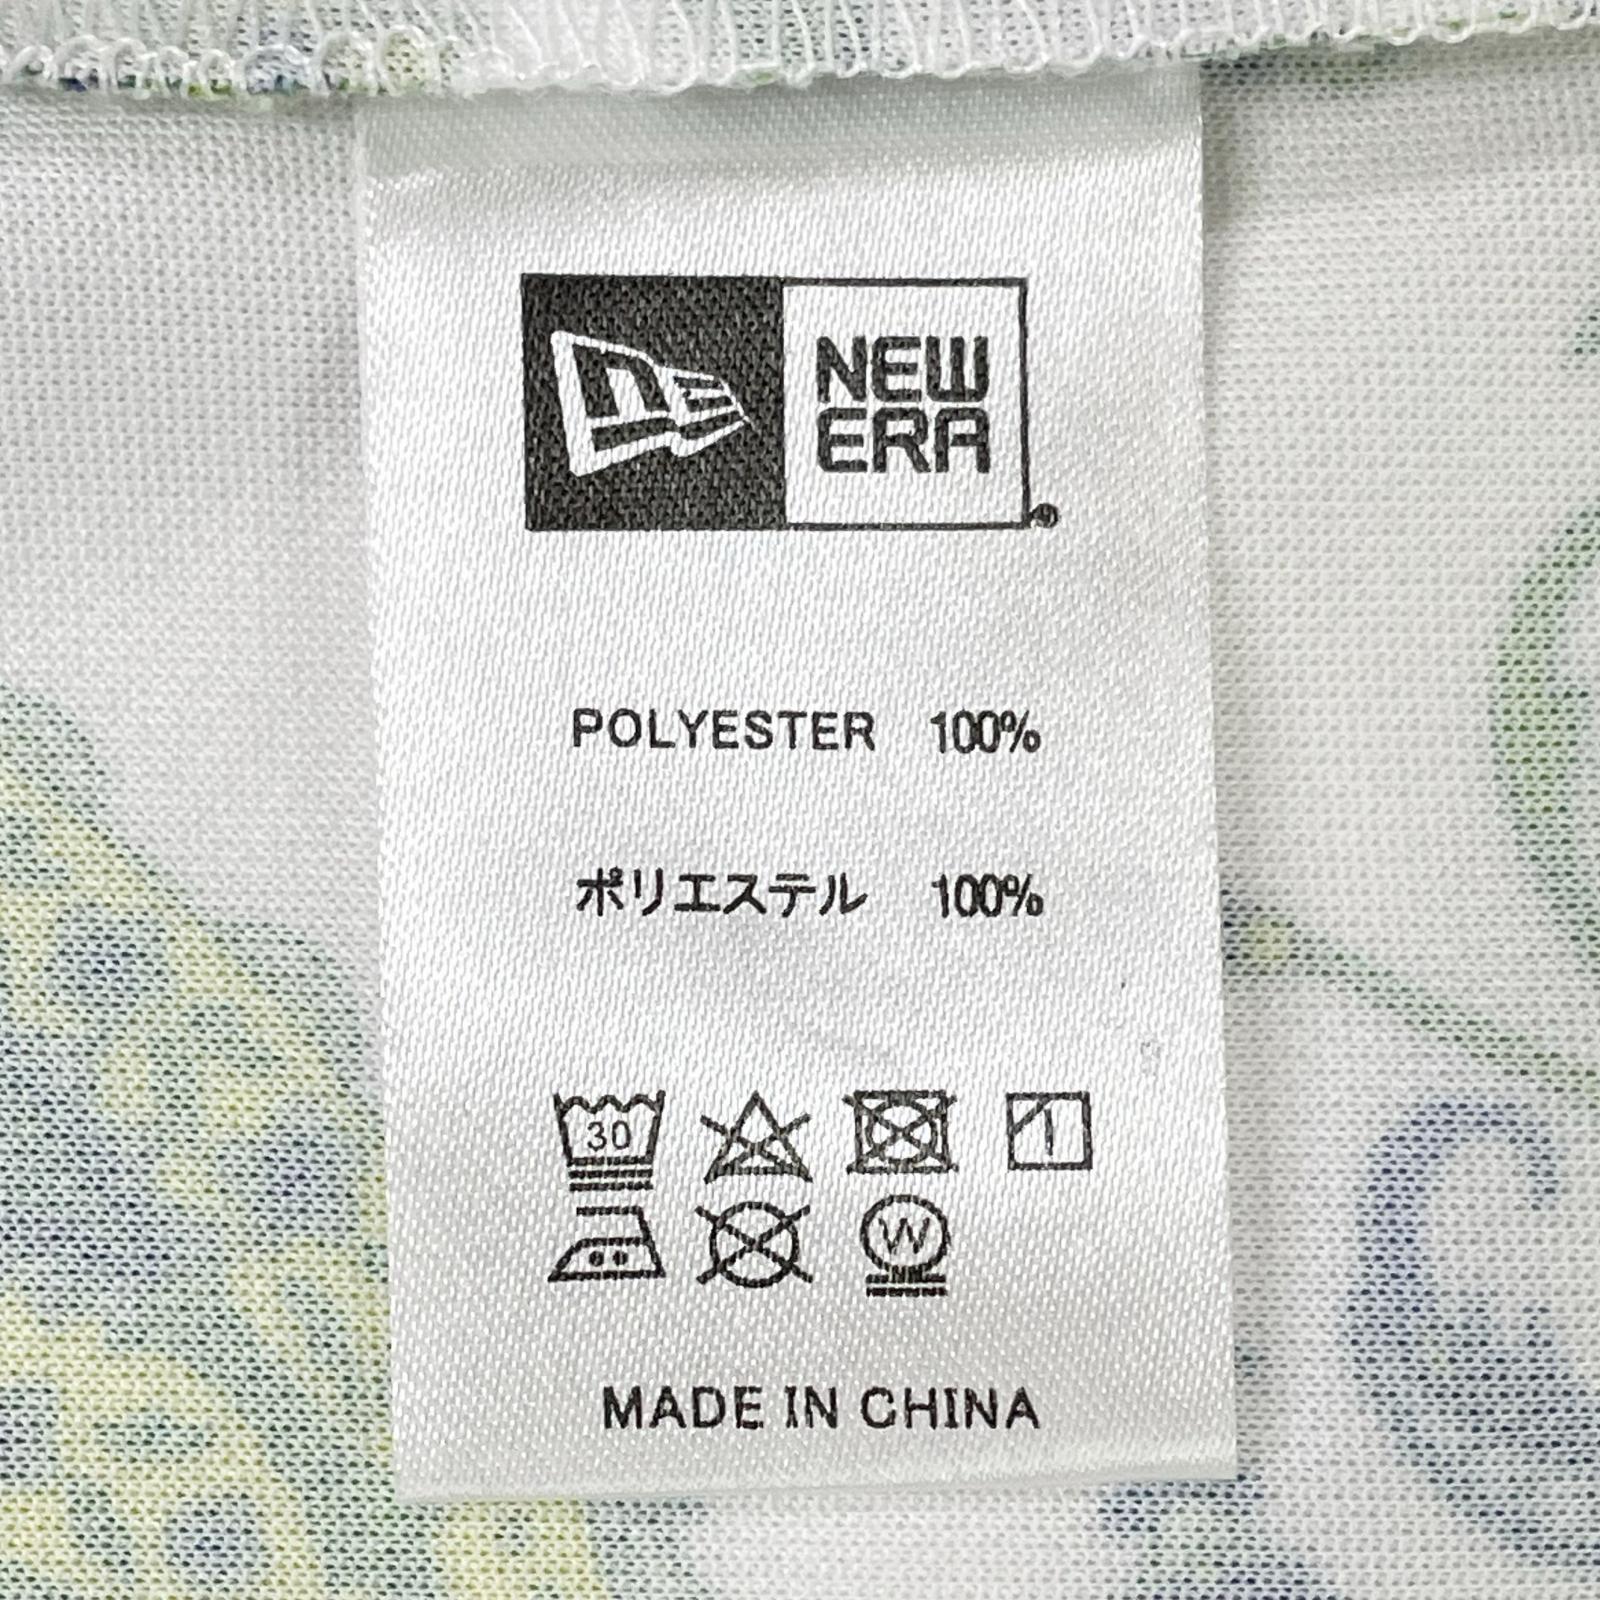 NEW
ERA
POLYESTER 100%
ポリエステル 100%
30
W
MADE IN CHINA